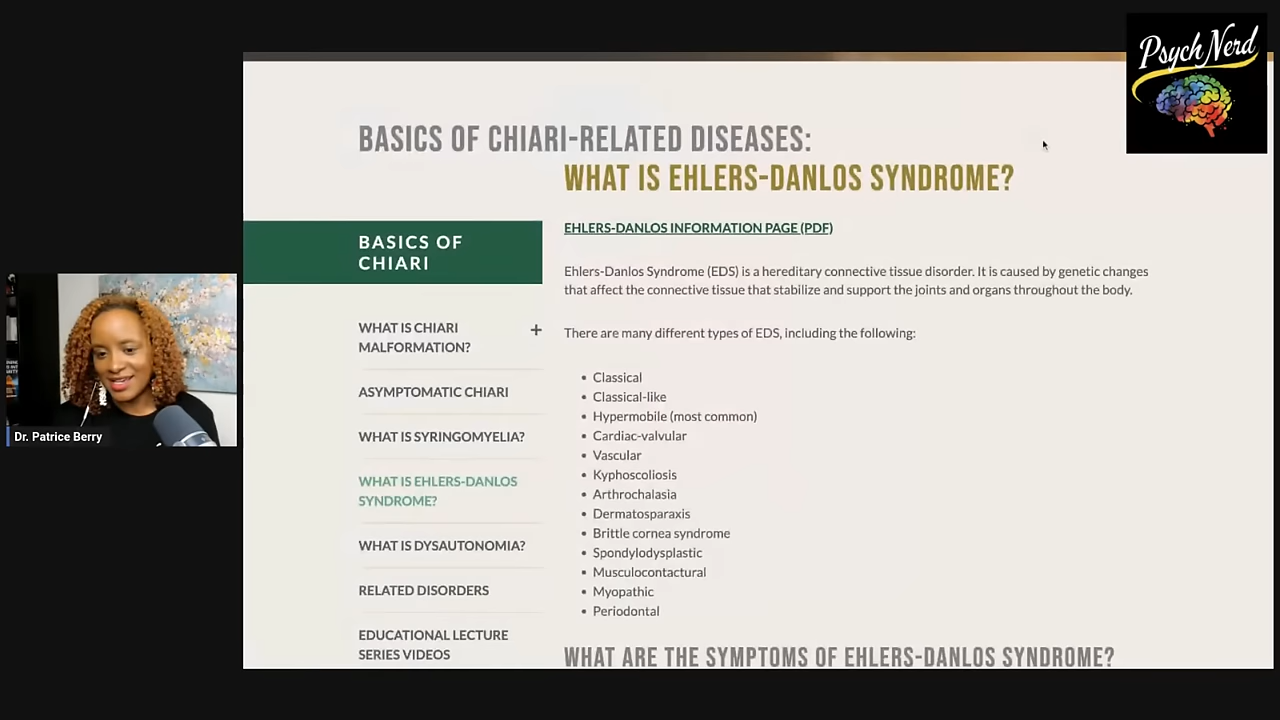 Psych Nerd
BASICS OF CHIARI-RELATED DISEASES:
WHAT IS EHLERS-DANLOS SYNDROME?
BASICS OF
CHIARI
WHAT IS CHIARI
MALFORMATION?
+
ASYMPTOMATIC CHIARI
WHAT IS SYRINGOMYELIA?
WHAT IS EHLERS-DANLOS
SYNDROME?
WHAT IS DYSAUTONOMIA?
RELATED DISORDERS
EDUCATIONAL LECTURE
SERIES VIDEOS
EHLERS-DANLOS INFORMATION PAGE (PDF)
Ehlers-Danlos Syndrome (EDS) is a hereditary connective tissue disorder. It is caused by genetic changes
that affect the connective tissue that stabilize and support the joints and organs throughout the body.
There are many different types of EDS, including the following:
• Classical
• Classical-like
• Hypermobile (most common)
• Cardiac-valvular
• Vascular
• Kyphoscoliosis
• Arthrochalasia
• Dermatosparaxis
• Brittle cornea syndrome
• Spondylodysplastic
• Musculocontactural
• Myopathic
• Periodontal
WHAT ARE THE SYMPTOMS OF EHLERS-DANLOS SYNDROME?
Dr. Patrice Berry